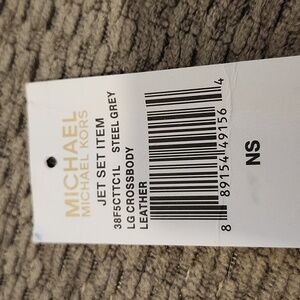 MICHAEL
MICHAEL KORS
JET SET ITEM
38F5CTTC1L STEEL GREY
LG CROSSBODY
LEATHER
8 89154 49156 4
NS